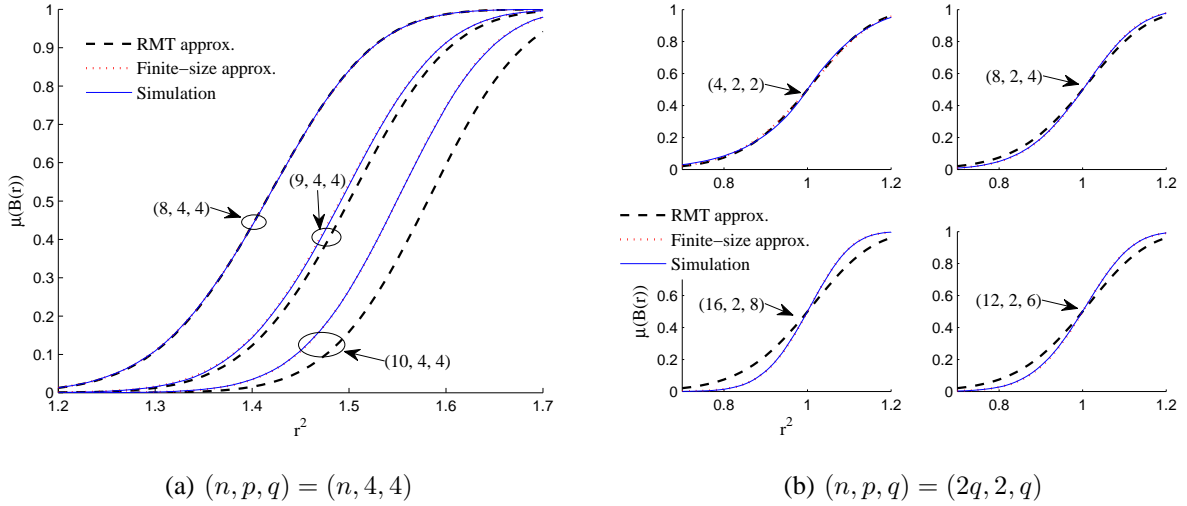 1
0.9
0.8
0.7
0.6
0.5
0.4
0.3
0.2
0.1
0
μ(B(r))
RMT approx.
Finite−size approx.
Simulation
(8, 4, 4)
(9, 4, 4)
(10, 4, 4)
1.2 1.3 1.4 1.5 1.6 1.7
r²
(a) (n, p, q) = (n, 4, 4)
1
0.8
0.6
0.4
0.2
0
(4, 2, 2)
0.8 1 1.2
1
0.8
0.6
0.4
0.2
0
(8, 2, 4)
0.8 1 1.2
1
0.8
0.6
0.4
0.2
0
μ(B(r))
RMT approx.
Finite−size approx.
Simulation
(16, 2, 8)
0.8 1 1.2
r²
1
0.8
0.6
0.4
0.2
0
(12, 2, 6)
0.8 1 1.2
(b) (n, p, q) = (2q, 2, q)